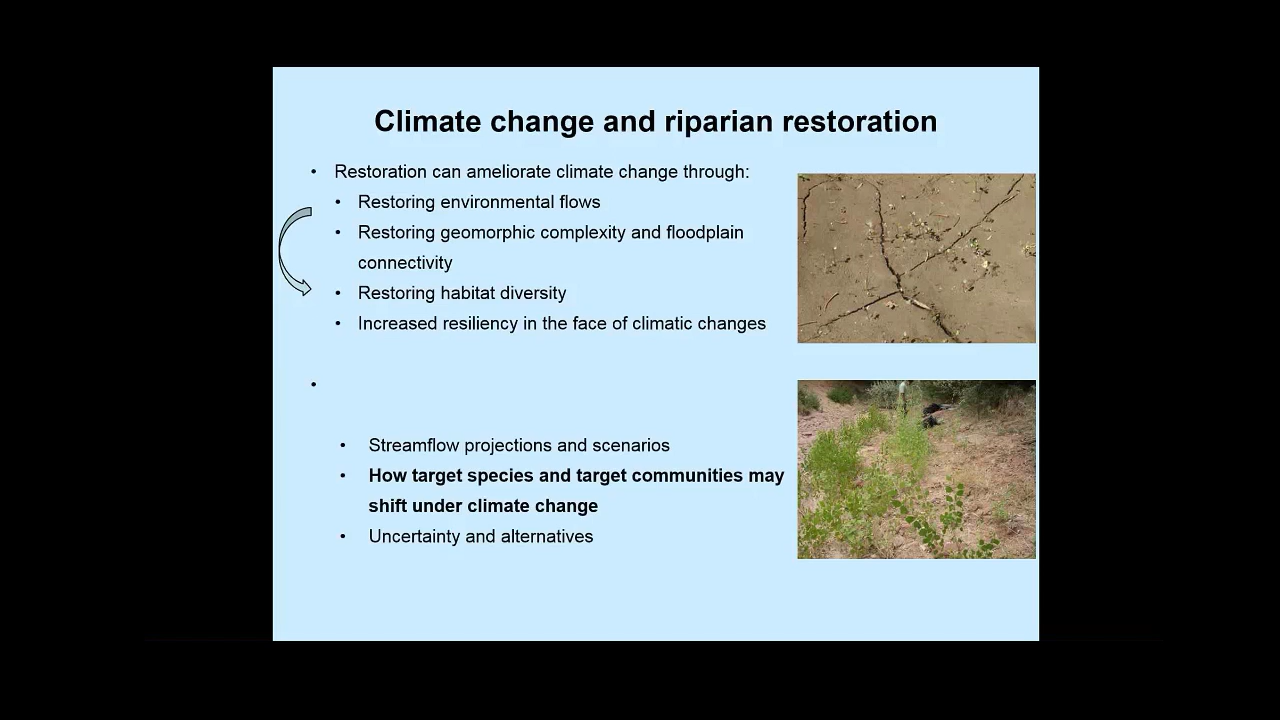 Climate change and riparian restoration
• Restoration can ameliorate climate change through:
• Restoring environmental flows
• Restoring geomorphic complexity and floodplain
connectivity
• Restoring habitat diversity
• Increased resiliency in the face of climatic changes
•
• Streamflow projections and scenarios
• How target species and target communities may
shift under climate change
• Uncertainty and alternatives